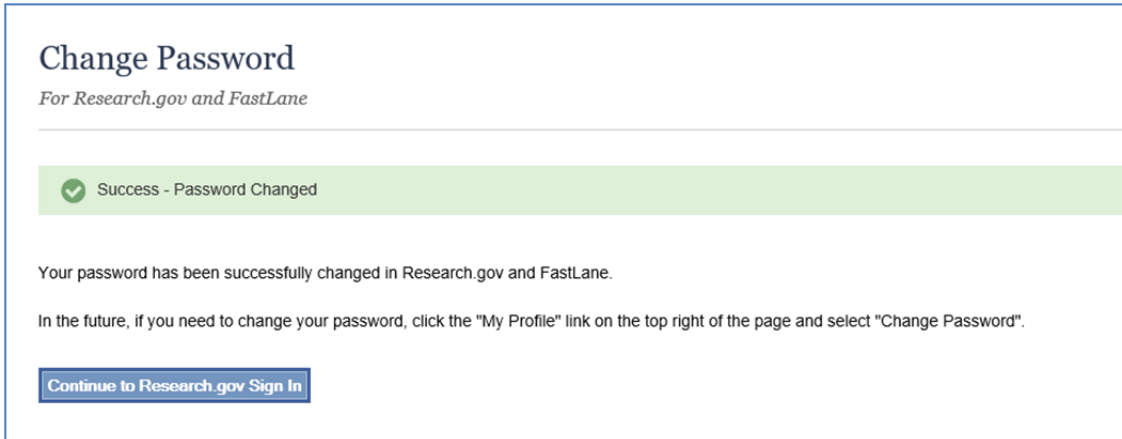 Change Password
For Research.gov and FastLane
Success - Password Changed
Your password has been successfully changed in Research.gov and FastLane.
In the future, if you need to change your password, click the "My Profile" link on the top right of the page and select "Change Password".
Continue to Research.gov Sign In